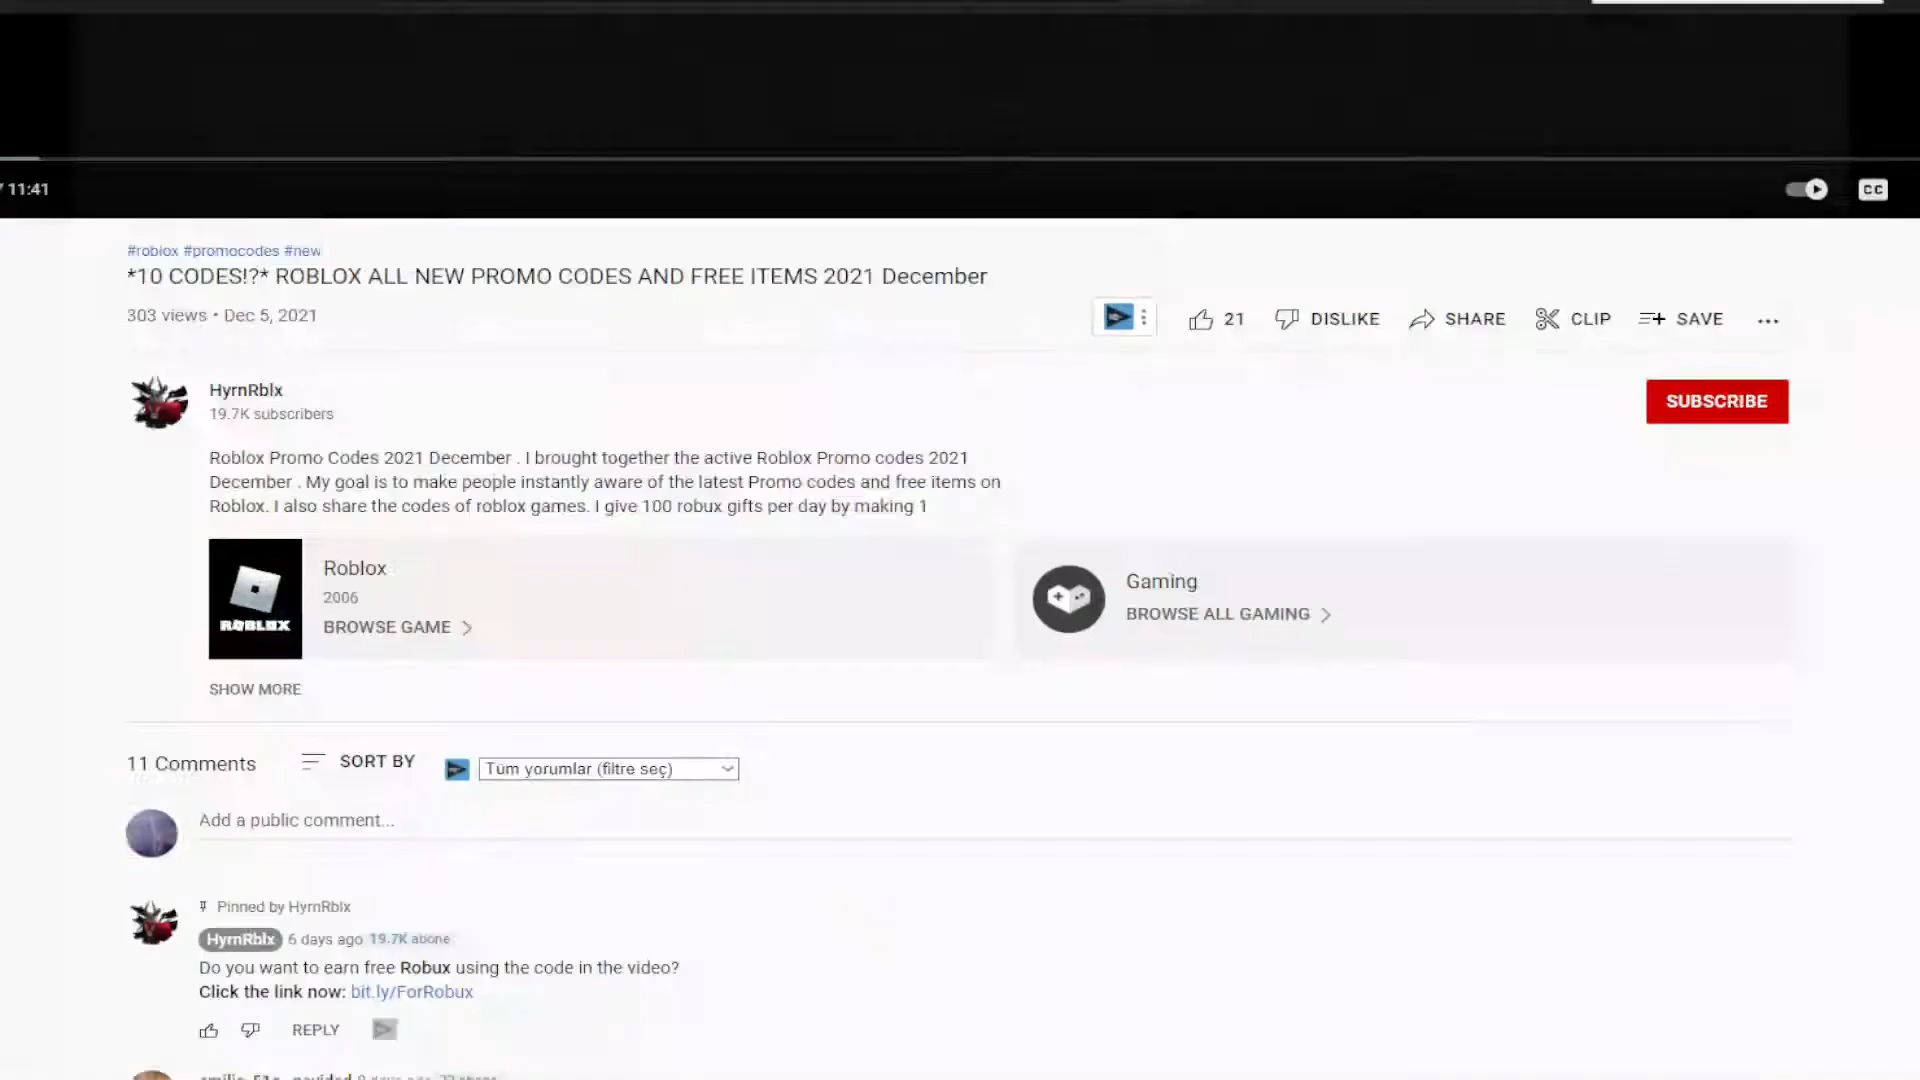 / 11:41
CC
#roblox #promocodes #new
*10 CODES!?* ROBLOX ALL NEW PROMO CODES AND FREE ITEMS 2021 December
303 views • Dec 5, 2021
21 DISLIKE SHARE CLIP SAVE ...
HyrnRblx
19.7K subscribers
SUBSCRIBE
Roblox Promo Codes 2021 December . I brought together the active Roblox Promo codes 2021
December . My goal is to make people instantly aware of the latest Promo codes and free items on
Roblox. I also share the codes of roblox games. I give 100 robux gifts per day by making 1
ROBLOX
Roblox
2006
BROWSE GAME
Gaming
BROWSE ALL GAMING
SHOW MORE
11 Comments SORT BY Tüm yorumlar (filtre seç)
Add a public comment...
Pinned by HyrnRblx
HyrnRblx 6 days ago 19.7K abone
Do you want to earn free Robux using the code in the video?
Click the link now: bit.ly/ForRobux
REPLY